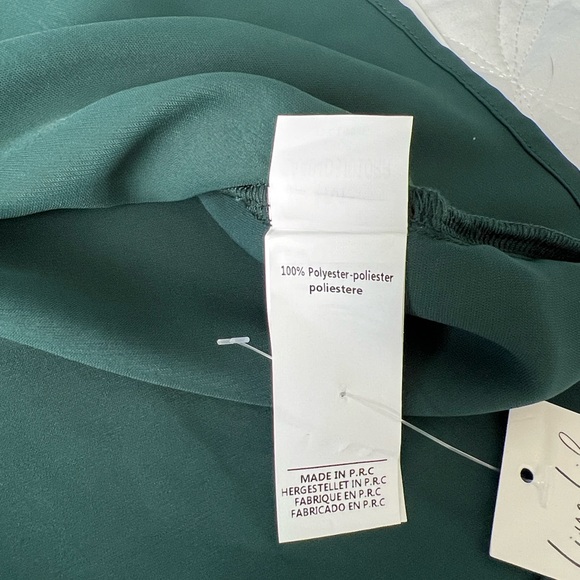 100% Polyester-poliester
poliestere
MADE IN P.R.C
HERGESTELLET IN P.R.C
FABRIQUE EN P.R.C
FABRICADO EN P.R.C